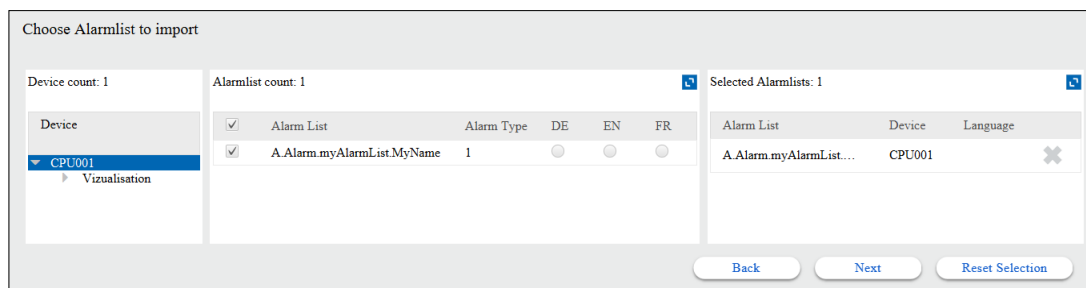 Choose Alarmlist to import
Device count: 1
Alarmlist count: 1
Selected Alarmlists: 1
Device
Alarm List Alarm Type DE EN FR
Alarm List Device Language
CPU001
A.Alarm.myAlarmList.MyName 1
A.Alarm.myAlarmList.... CPU001
Vizualisation
Back Next Reset Selection